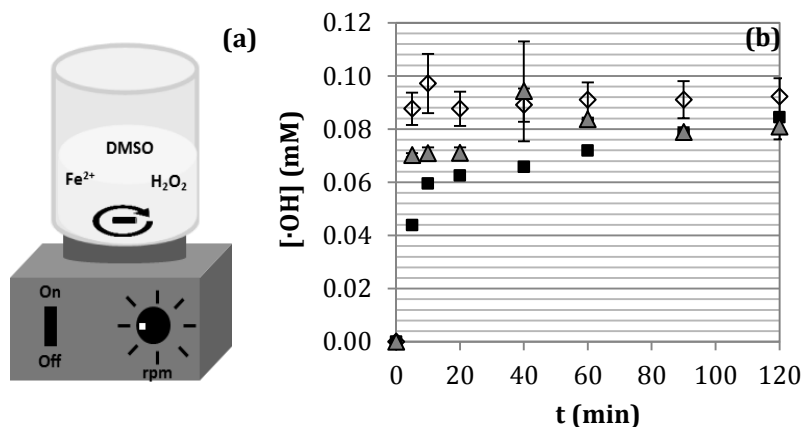 (a)
DMSO
Fe²⁺ H₂O₂
On
Off
rpm
(b)
[·OH] (mM)
0.12
0.10
0.08
0.06
0.04
0.02
0.00
0 20 40 60 80 100 120
t (min)